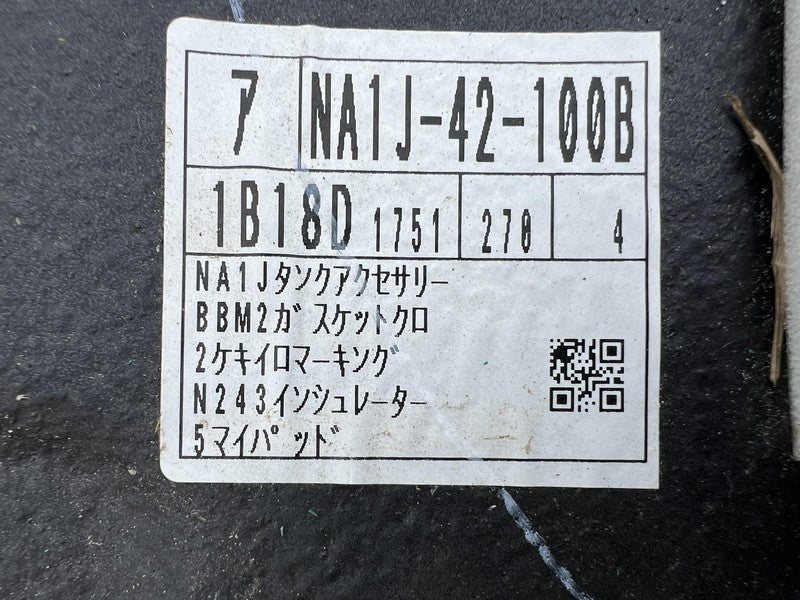 ア NA1J-42-100B
1B18D 1751 270 4
NA1Jタンクアクセサリー
BBM2ガスケットクロ
2ケキイロマーキング
N243インシュレーター
5マイパッド